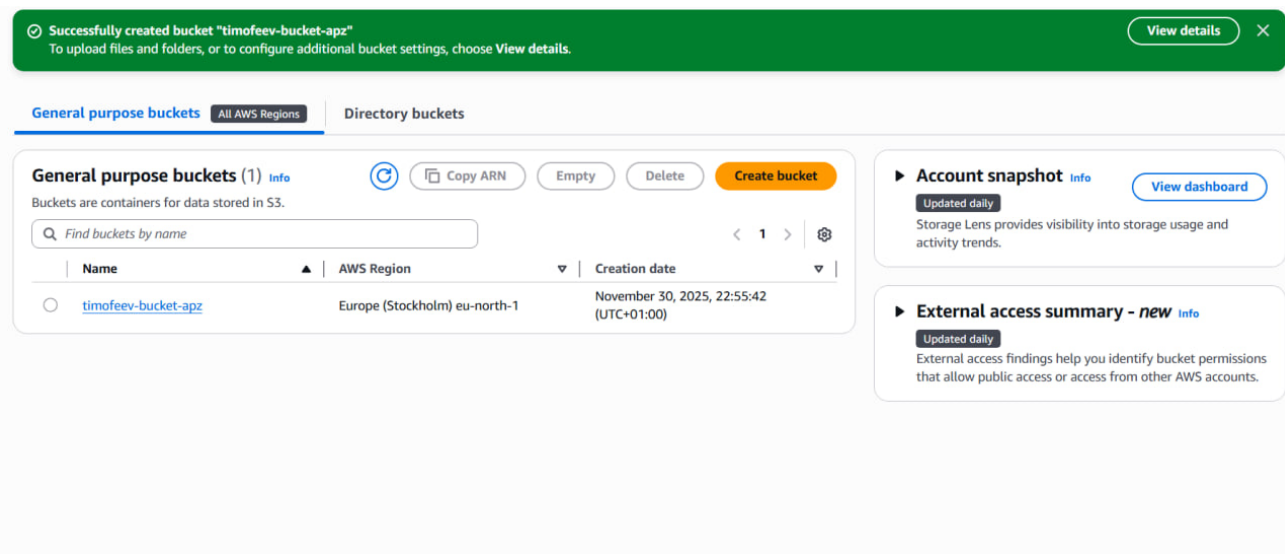 Successfully created bucket "timofeev-bucket-apz"
To upload files and folders, or to configure additional bucket settings, choose View details.
View details
General purpose buckets All AWS Regions
Directory buckets
General purpose buckets (1) Info
Copy ARN
Empty
Delete
Create bucket
Buckets are containers for data stored in S3.
Find buckets by name
1
Name
AWS Region
Creation date
timofeev-bucket-apz
Europe (Stockholm) eu-north-1
November 30, 2025, 22:55:42
(UTC+01:00)
Account snapshot Info
View dashboard
Updated daily
Storage Lens provides visibility into storage usage and
activity trends.
External access summary - new Info
Updated daily
External access findings help you identify bucket permissions
that allow public access or access from other AWS accounts.